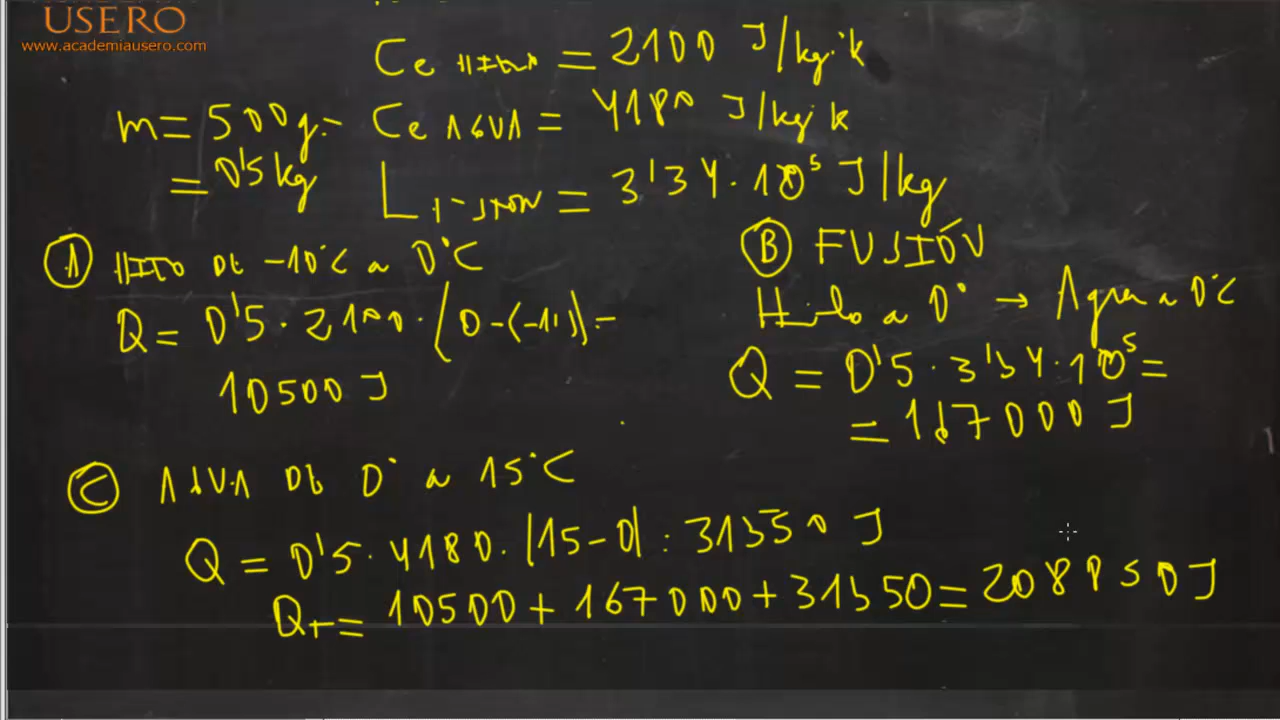 USERO
www.academiausero.com
Ce HIELO = 2100 J/kg·k
m = 500g = Ce AGUA = 4180 J/kg k
= 0'5 kg
L FUSION = 3'34·10⁵ J/kg
A HIELO DE -10°C a 0°C
Q = 0'5·2100·(0-(-10)) =
10500 J
B FUSIÓN
Hielo a 0° → Agua a 0°C
Q = 0'5·3'34·10⁵ =
= 167000 J
C AGUA DE 0° a 15°C
Q = 0'5·4180·(15-0) : 31350 J
QT = 10500 + 167000 + 31350 = 208850 J